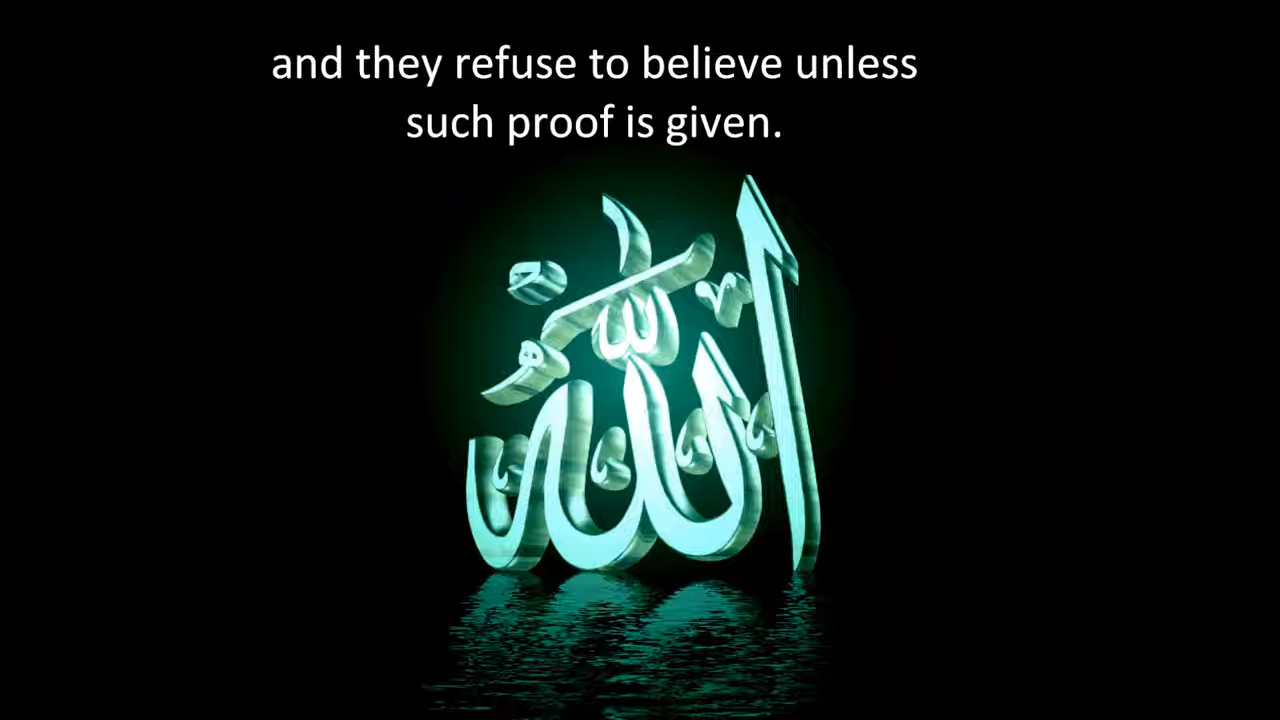 and they refuse to believe unless
such proof is given.
الله